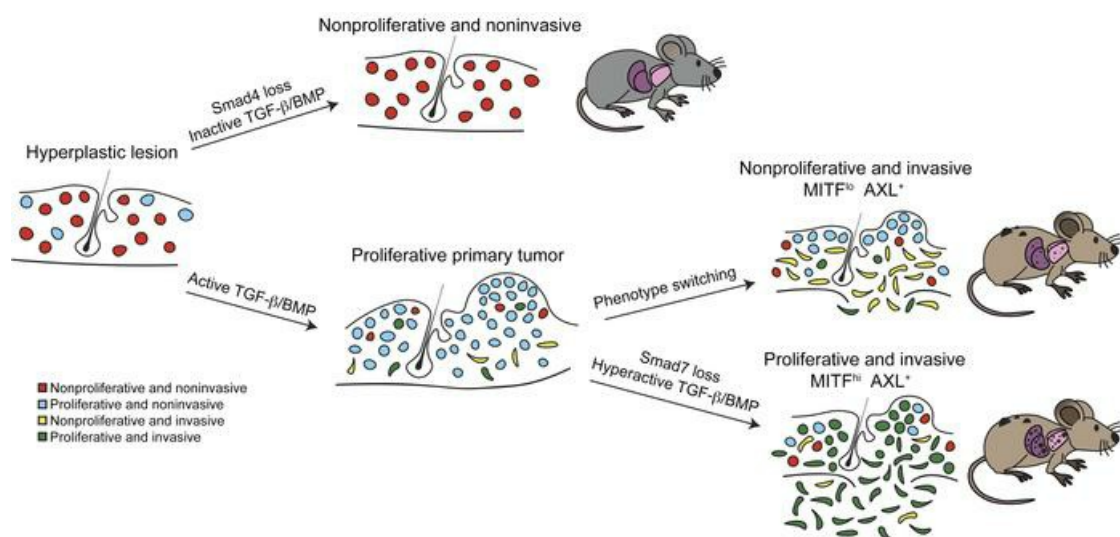 Nonproliferative and noninvasive
Smad4 loss
Inactive TGF-β/BMP
Hyperplastic lesion
Active TGF-β/BMP
Proliferative primary tumor
Nonproliferative and invasive
MITFˡᵒ AXL⁺
Phenotype switching
Smad7 loss
Hyperactive TGF-β/BMP
Proliferative and invasive
MITFʰⁱ AXL⁺
Nonproliferative and noninvasive
Proliferative and noninvasive
Nonproliferative and invasive
Proliferative and invasive